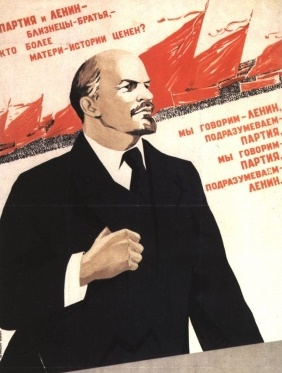 ПАРТИЯ И ЛЕНИН-
БЛИЗНЕЦЫ-БРАТЬЯ,-
КТО БОЛЕЕ
МАТЕРИ-ИСТОРИИ ЦЕНЕН?
МЫ ГОВОРИМ-ЛЕНИН,
ПОДРАЗУМЕВАЕМ-
ПАРТИЯ,
МЫ ГОВОРИМ-
ПАРТИЯ,
ПОДРАЗУМЕВАЕМ-
ЛЕНИН.